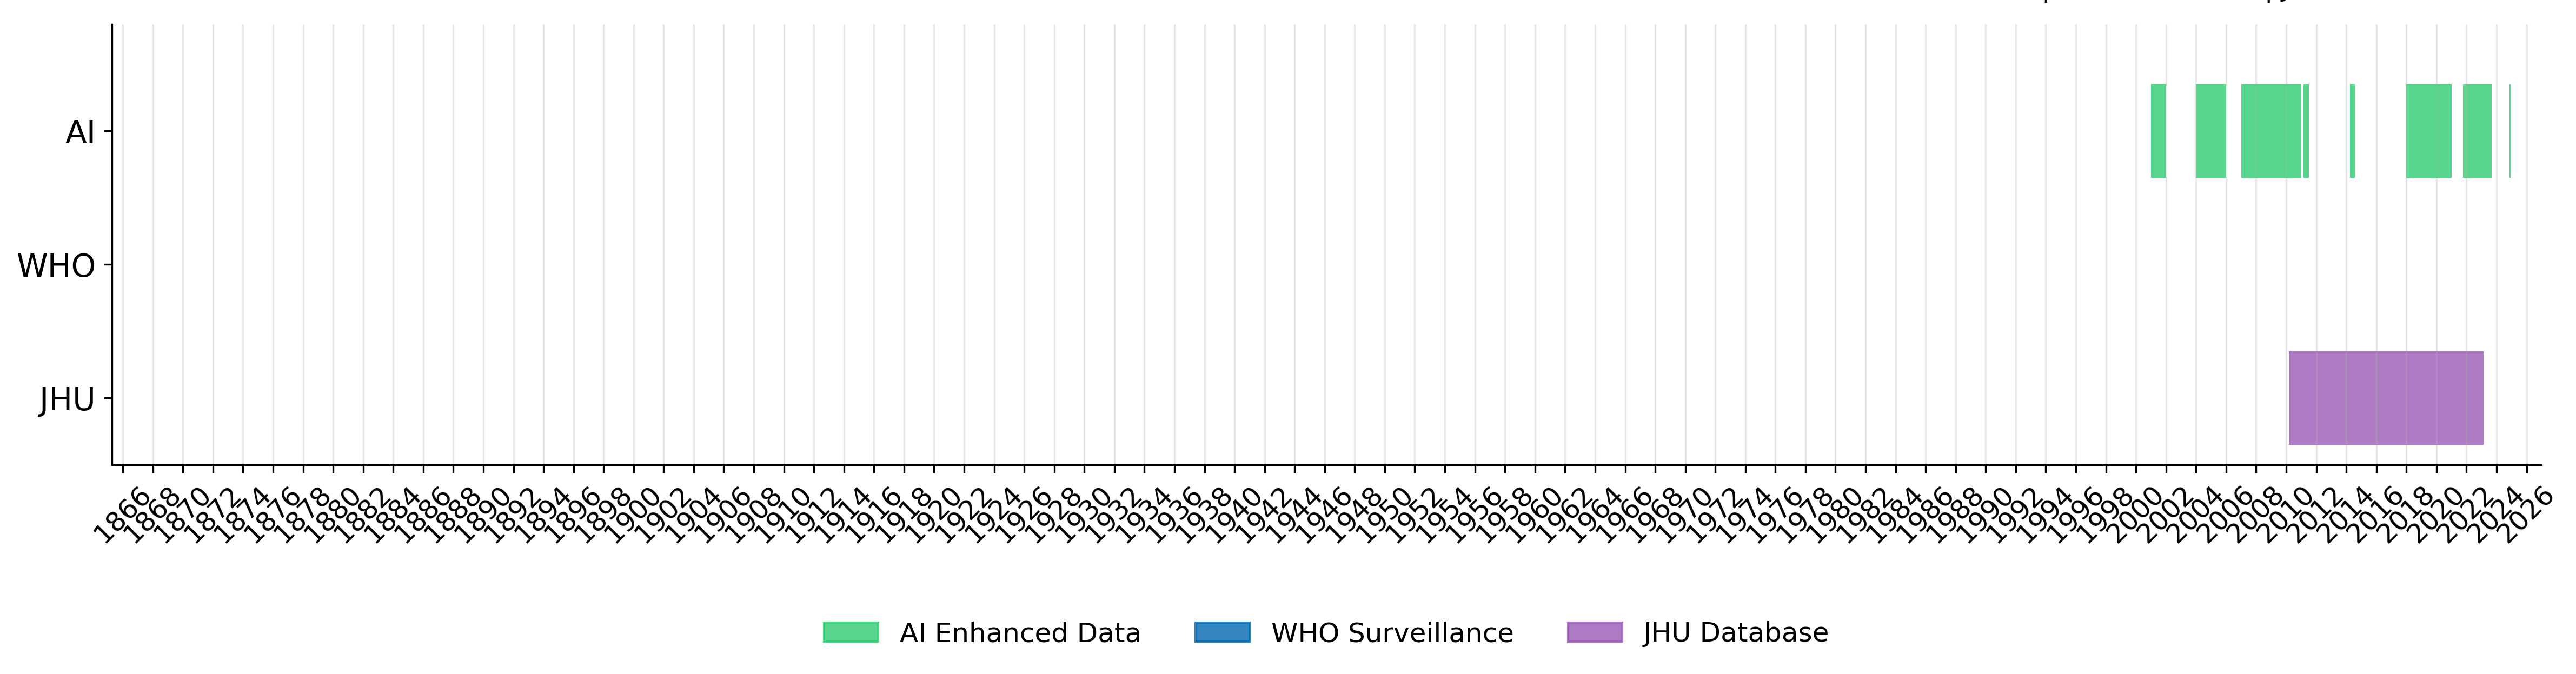 AI
WHO
JHU
1866 1868 1870 1872 1874 1876 1878 1880 1882 1884 1886 1888 1890 1892 1894 1896 1898 1900 1902 1904 1906 1908 1910 1912 1914 1916 1918 1920 1922 1924 1926 1928 1930 1932 1934 1936 1938 1940 1942 1944 1946 1948 1950 1952 1954 1956 1958 1960 1962 1964 1966 1968 1970 1972 1974 1976 1978 1980 1982 1984 1986 1988 1990 1992 1994 1996 1998 2000 2002 2004 2006 2008 2010 2012 2014 2016 2018 2020 2022 2024 2026
AI Enhanced Data WHO Surveillance JHU Database